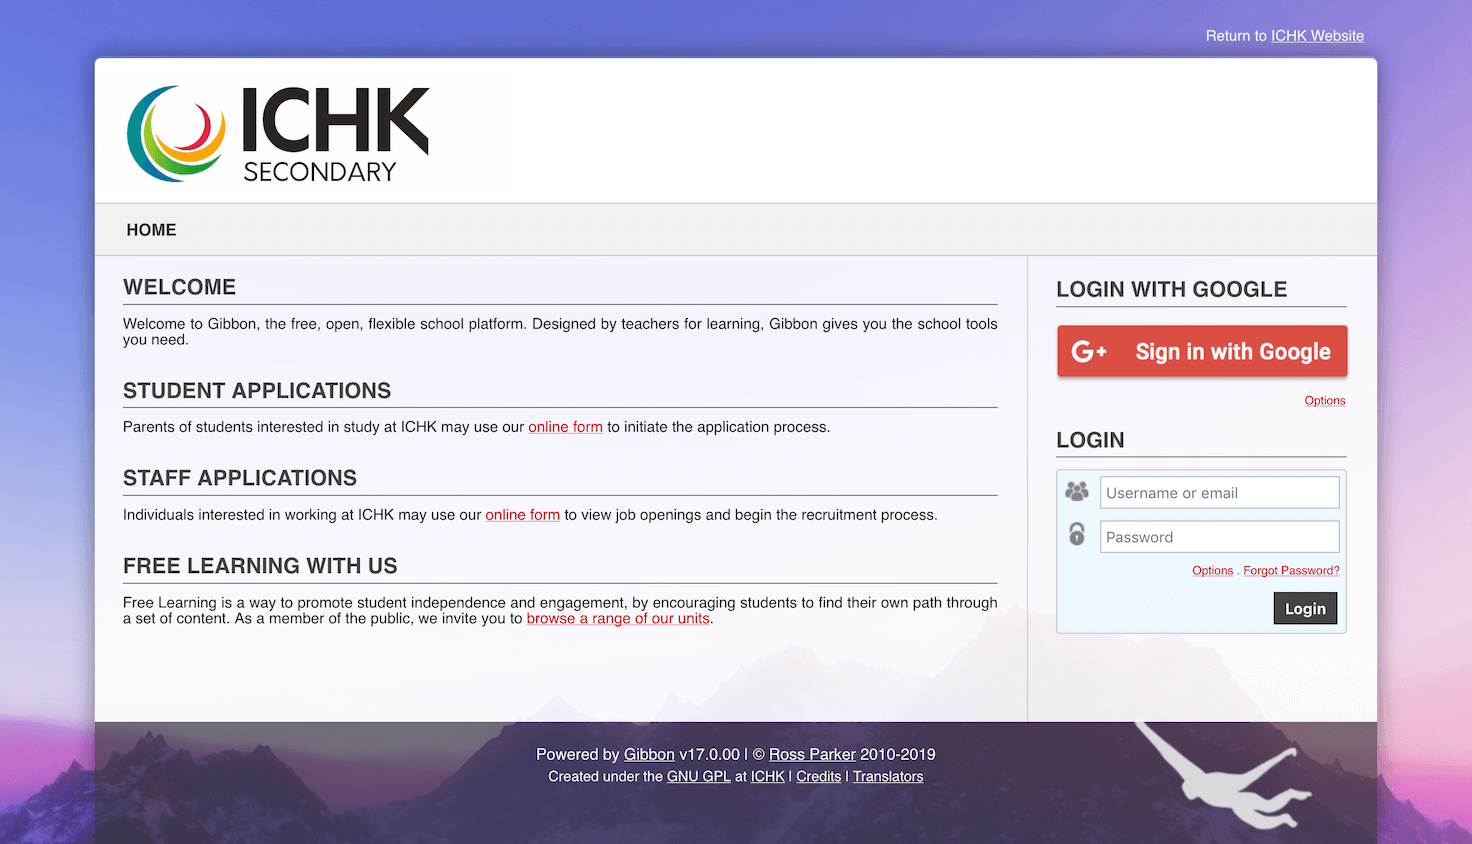 Return to ICHK Website
ICHK
SECONDARY
HOME
WELCOME
Welcome to Gibbon, the free, open, flexible school platform. Designed by teachers for learning, Gibbon gives you the school tools
you need.
STUDENT APPLICATIONS
Parents of students interested in study at ICHK may use our online form to initiate the application process.
STAFF APPLICATIONS
Individuals interested in working at ICHK may use our online form to view job openings and begin the recruitment process.
FREE LEARNING WITH US
Free Learning is a way to promote student independence and engagement, by encouraging students to find their own path through
a set of content. As a member of the public, we invite you to browse a range of our units.
LOGIN WITH GOOGLE
G+ Sign in with Google
Options
LOGIN
Username or email
Password
Options . Forgot Password?
Login
Powered by Gibbon v17.0.00 | © Ross Parker 2010-2019
Created under the GNU GPL at ICHK | Credits | Translators